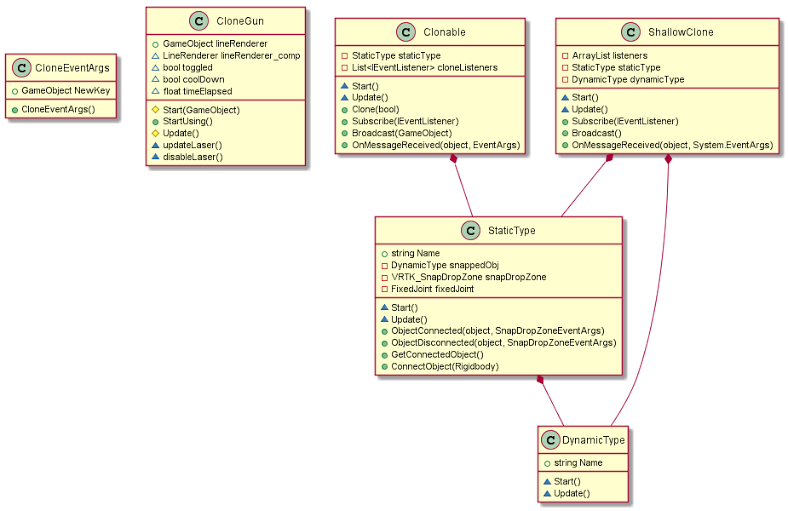 C CloneEventArgs
GameObject NewKey
CloneEventArgs()
C CloneGun
GameObject lineRenderer
LineRenderer lineRenderer_comp
bool toggled
bool coolDown
float timeElapsed
Start(GameObject)
StartUsing()
Update()
updateLaser()
disableLaser()
C Clonable
StaticType staticType
List<IEventListener> cloneListeners
Start()
Update()
Clone(bool)
Subscribe(IEventListener)
Broadcast(GameObject)
OnMessageReceived(object, EventArgs)
C ShallowClone
ArrayList listeners
StaticType staticType
DynamicType dynamicType
Start()
Update()
Subscribe(IEventListener)
Broadcast()
OnMessageReceived(object, System.EventArgs)
C StaticType
string Name
DynamicType snappedObj
VRTK_SnapDropZone snapDropZone
FixedJoint fixedJoint
Start()
Update()
ObjectConnected(object, SnapDropZoneEventArgs)
ObjectDisconnected(object, SnapDropZoneEventArgs)
GetConnectedObject()
ConnectObject(Rigidbody)
C DynamicType
string Name
Start()
Update()